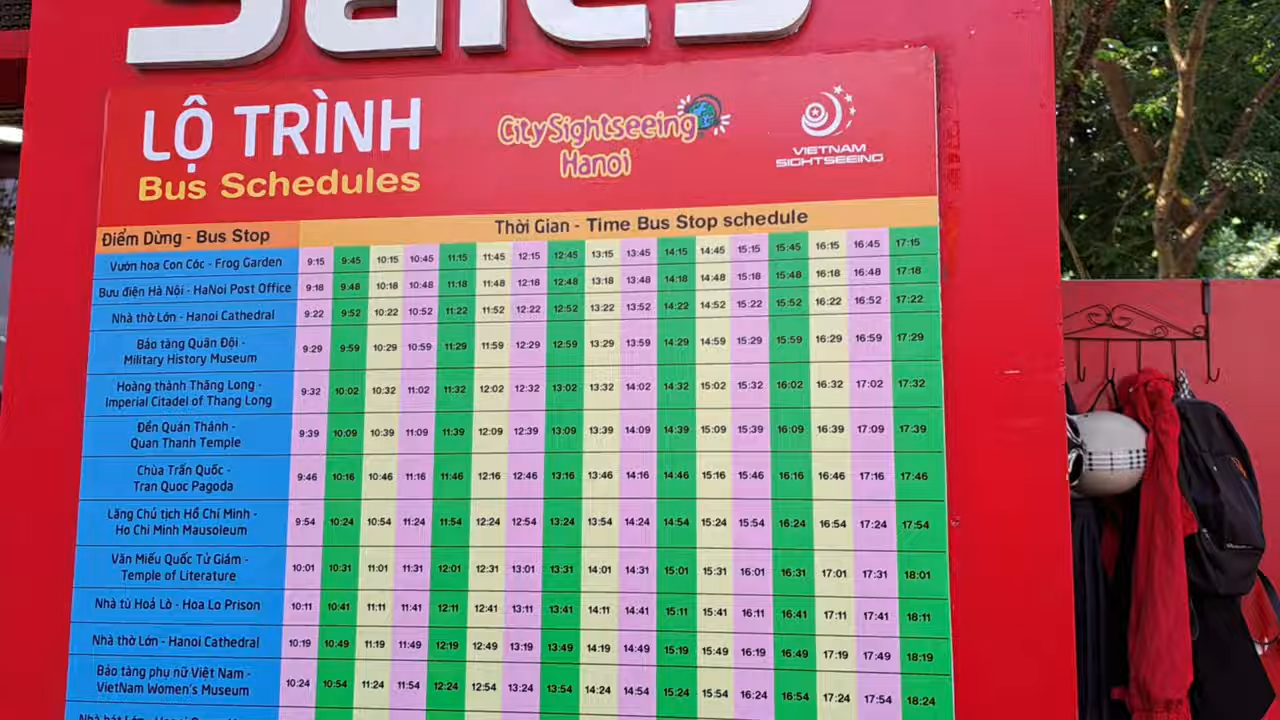 Sales
LỘ TRÌNH
Bus Schedules
CitySightseeing
Hanoi
VIETNAM
SIGHTSEEING
Điểm Dừng - Bus Stop
Thời Gian - Time Bus Stop schedule
Vườn hoa Con Cóc - Frog Garden 9:15 9:45 10:15 10:45 11:15 11:45 12:15 12:45 13:15 13:45 14:15 14:45 15:15 15:45 16:15 16:45 17:15
Bưu điện Hà Nội - HaNoi Post Office 9:18 9:48 10:18 10:48 11:18 11:48 12:18 12:48 13:18 13:48 14:18 14:48 15:18 15:48 16:18 16:48 17:18
Nhà thờ Lớn - Hanoi Cathedral 9:22 9:52 10:22 10:52 11:22 11:52 12:22 12:52 13:22 13:52 14:22 14:52 15:22 15:52 16:22 16:52 17:22
Bảo tàng Quân Đội -
Military History Museum 9:29 9:59 10:29 10:59 11:29 11:59 12:29 12:59 13:29 13:59 14:29 14:59 15:29 15:59 16:29 16:59 17:29
Hoàng thành Thăng Long -
Imperial Citadel of Thang Long 9:32 10:02 10:32 11:02 11:32 12:02 12:32 13:02 13:32 14:02 14:32 15:02 15:32 16:02 16:32 17:02 17:32
Đền Quán Thánh -
Quan Thanh Temple 9:39 10:09 10:39 11:09 11:39 12:09 12:39 13:09 13:39 14:09 14:39 15:09 15:39 16:09 16:39 17:09 17:39
Chùa Trấn Quốc -
Tran Quoc Pagoda 9:46 10:16 10:46 11:16 11:46 12:16 12:46 13:16 13:46 14:16 14:46 15:16 15:46 16:16 16:46 17:16 17:46
Lăng Chủ tịch Hồ Chí Minh -
Ho Chi Minh Mausoleum 9:54 10:24 10:54 11:24 11:54 12:24 12:54 13:24 13:54 14:24 14:54 15:24 15:54 16:24 16:54 17:24 17:54
Văn Miếu Quốc Tử Giám -
Temple of Literature 10:01 10:31 11:01 11:31 12:01 12:31 13:01 13:31 14:01 14:31 15:01 15:31 16:01 16:31 17:01 17:31 18:01
Nhà tù Hoả Lò - Hoa Lo Prison 10:11 10:41 11:11 11:41 12:11 12:41 13:11 13:41 14:11 14:41 15:11 15:41 16:11 16:41 17:11 17:41 18:11
Nhà thờ Lớn - Hanoi Cathedral 10:19 10:49 11:19 11:49 12:19 12:49 13:19 13:49 14:19 14:49 15:19 15:49 16:19 16:49 17:19 17:49 18:19
Bảo tàng phụ nữ Việt Nam -
VietNam Women's Museum 10:24 10:54 11:24 11:54 12:24 12:54 13:24 13:54 14:24 14:54 15:24 15:54 16:24 16:54 17:24 17:54 18:24
Nhà hát Lớn -